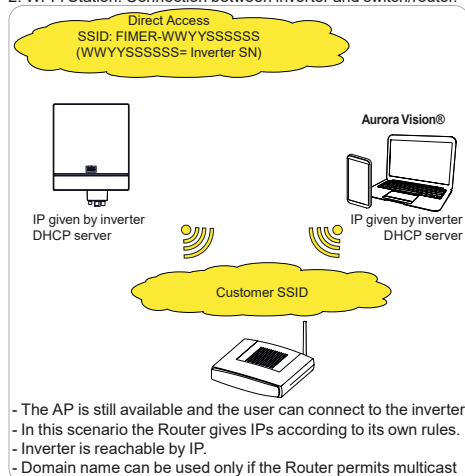 2. Wi-Fi Station: Connection between inverter and switch/router.
Direct Access
SSID: FIMER-WWYYSSSSSS
(WWYYSSSSSS= Inverter SN)
Aurora Vision®
IP given by inverter
DHCP server
IP given by inverter
DHCP server
Customer SSID
- The AP is still available and the user can connect to the inverter
- In this scenario the Router gives IPs according to its own rules.
- Inverter is reachable by IP.
- Domain name can be used only if the Router permits multicast